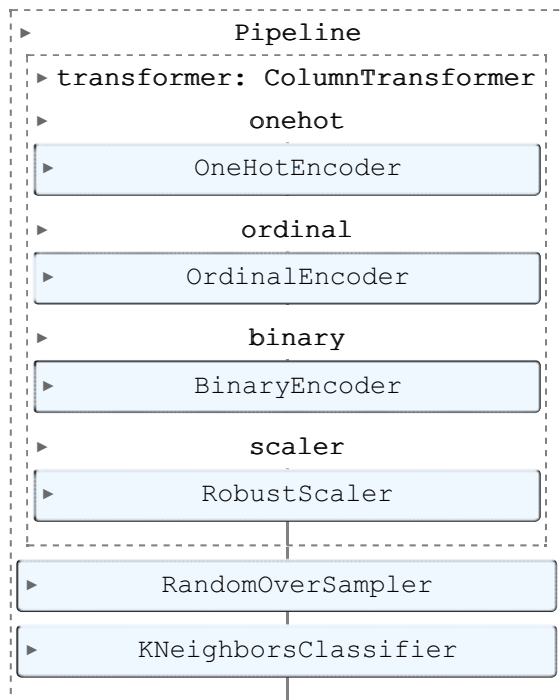 Pipeline
transformer: ColumnTransformer
onehot
OneHotEncoder
ordinal
OrdinalEncoder
binary
BinaryEncoder
scaler
RobustScaler
RandomOverSampler
KNeighborsClassifier